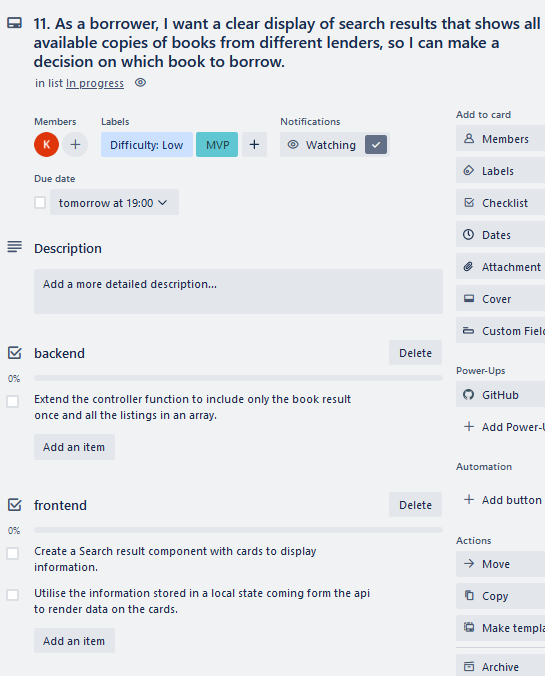 11. As a borrower, I want a clear display of search results that shows all
available copies of books from different lenders, so I can make a
decision on which book to borrow.
in list In progress
Members
Labels
Notifications
K
+
Difficulty: Low
MVP
+
Watching
Due date
tomorrow at 19:00
Description
Add a more detailed description...
backend
Delete
0%
Extend the controller function to include only the book result
once and all the listings in an array.
Add an item
frontend
Delete
0%
Create a Search result component with cards to display
information.
Utilise the information stored in a local state coming form the api
to render data on the cards.
Add an item
Add to card
Members
Labels
Checklist
Dates
Attachment
Cover
Custom Field
Power-Ups
GitHub
+ Add Power-U
Automation
+ Add button
Actions
Move
Copy
Make templa
Archive